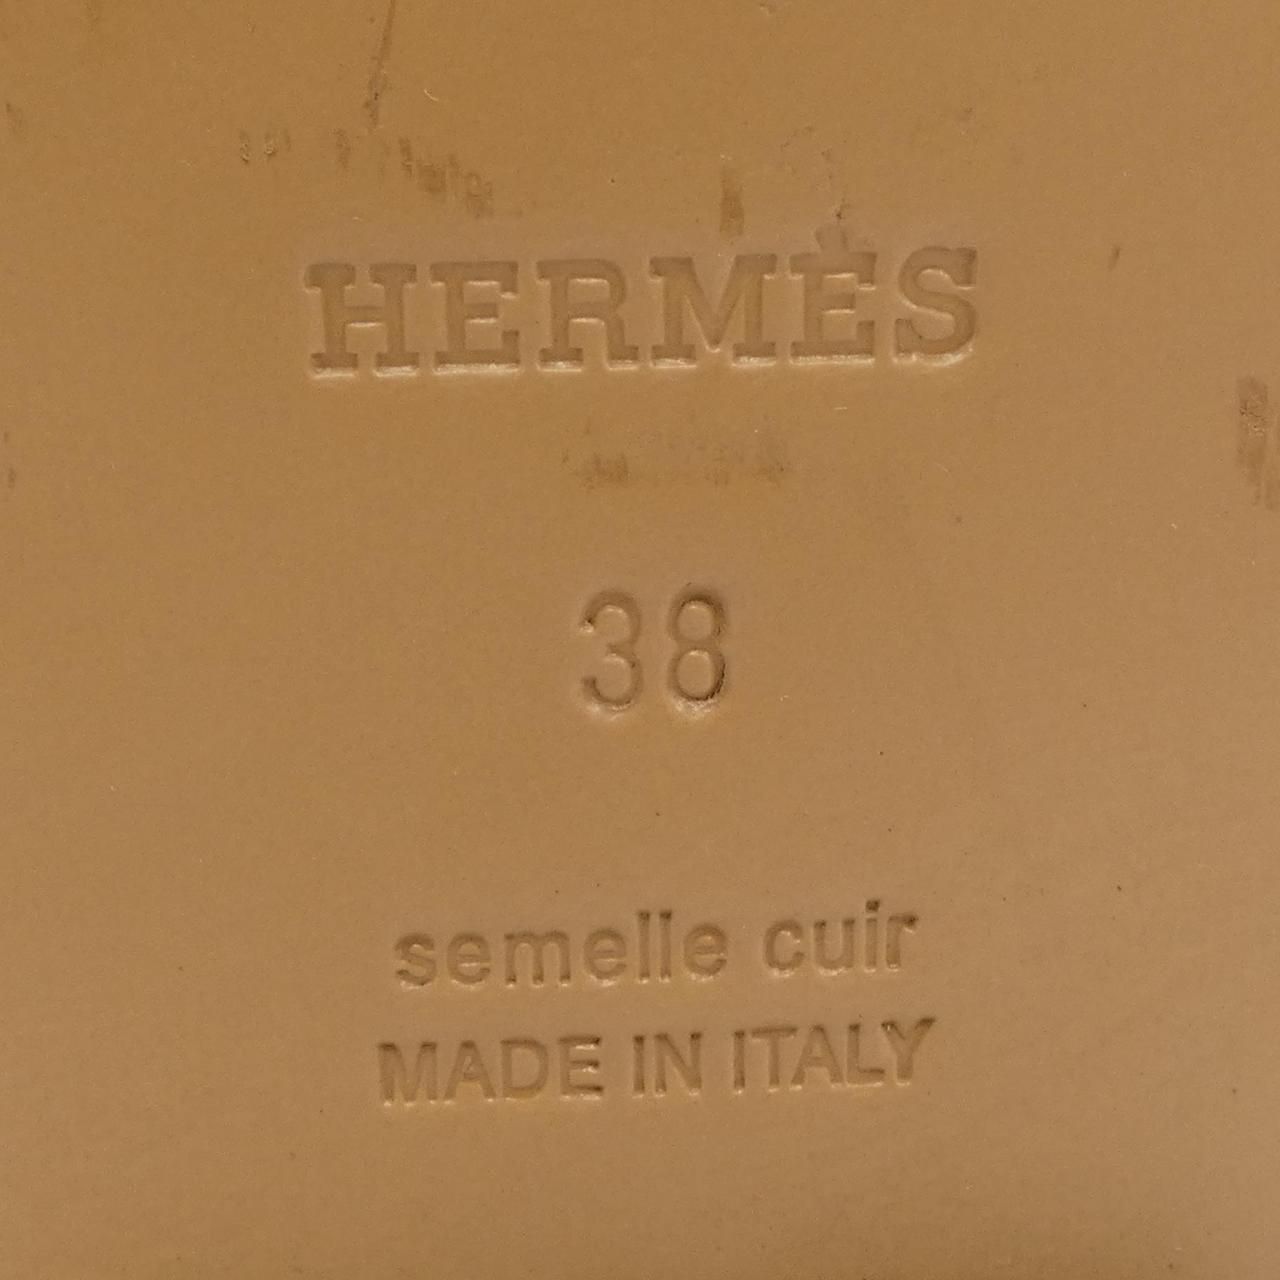 HERMÈS
38
semelle cuir
MADE IN ITALY